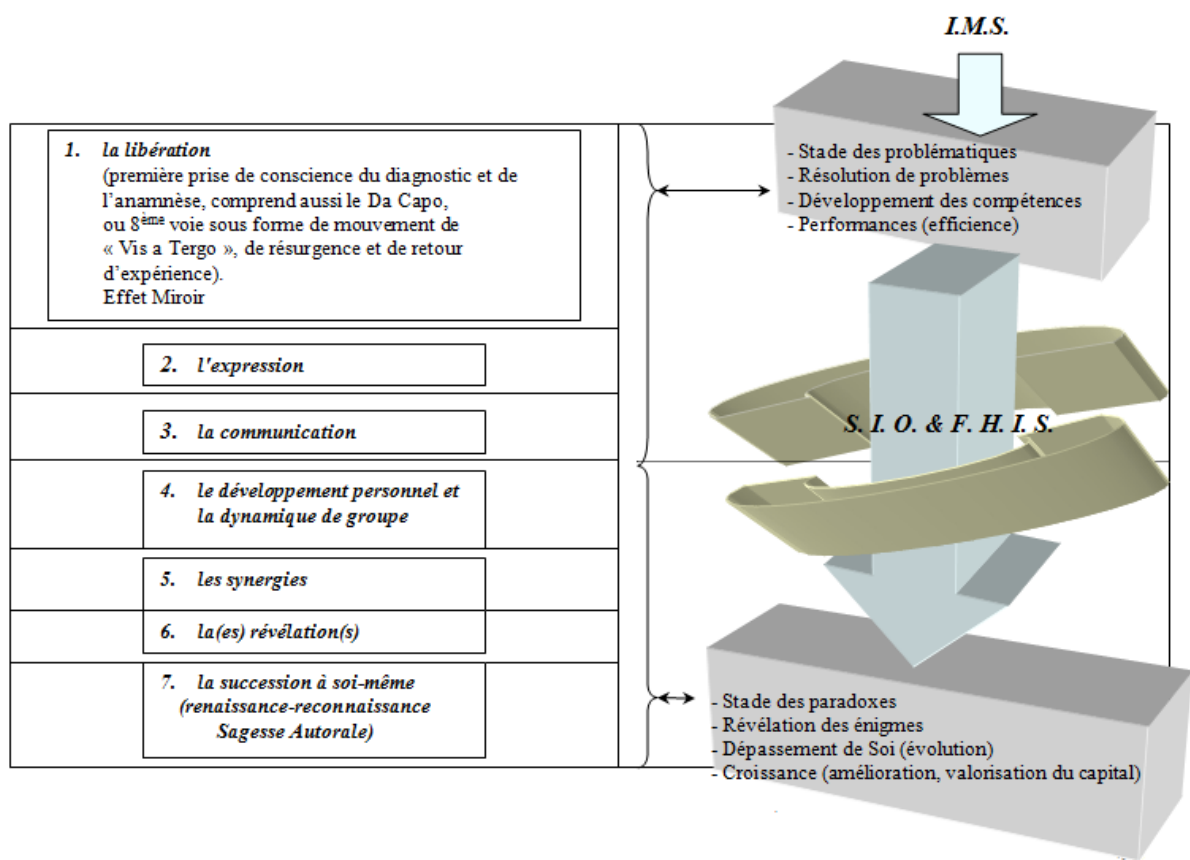 I.M.S.
1. la libération
(première prise de conscience du diagnostic et de
l'anamnèse, comprend aussi le Da Capo,
ou 8ème voie sous forme de mouvement de
« Vis a Tergo », de résurgence et de retour
d'expérience).
Effet Miroir
- Stade des problématiques
- Résolution de problèmes
- Développement des compétences
- Performances (efficience)
2. l'expression
3. la communication
S. I. O. & F. H. I. S.
4. le développement personnel et
la dynamique de groupe
5. les synergies
6. la(es) révélation(s)
7. la succession à soi-même
(renaissance-reconnaissance
Sagesse Autorale)
- Stade des paradoxes
- Révélation des énigmes
- Dépassement de Soi (évolution)
- Croissance (amélioration, valorisation du capital)